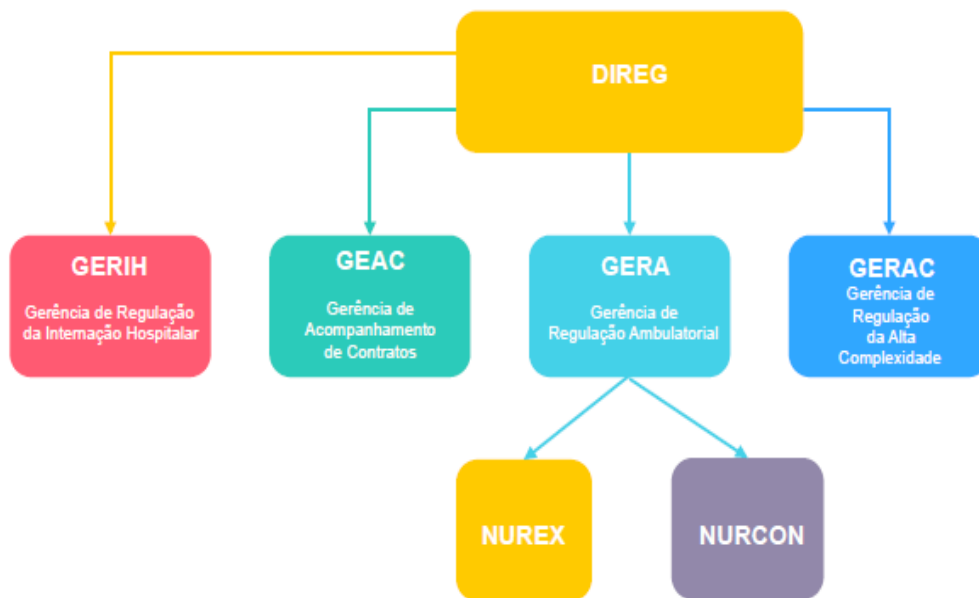 DIREG
GERIH
Gerência de Regulação
da Internação Hospitalar
GEAC
Gerência de
Acompanhamento
de Contratos
GERA
Gerência de
Regulação Ambulatorial
GERAC
Gerência de
Regulação
da Alta
Complexidade
NUREX
NURCON